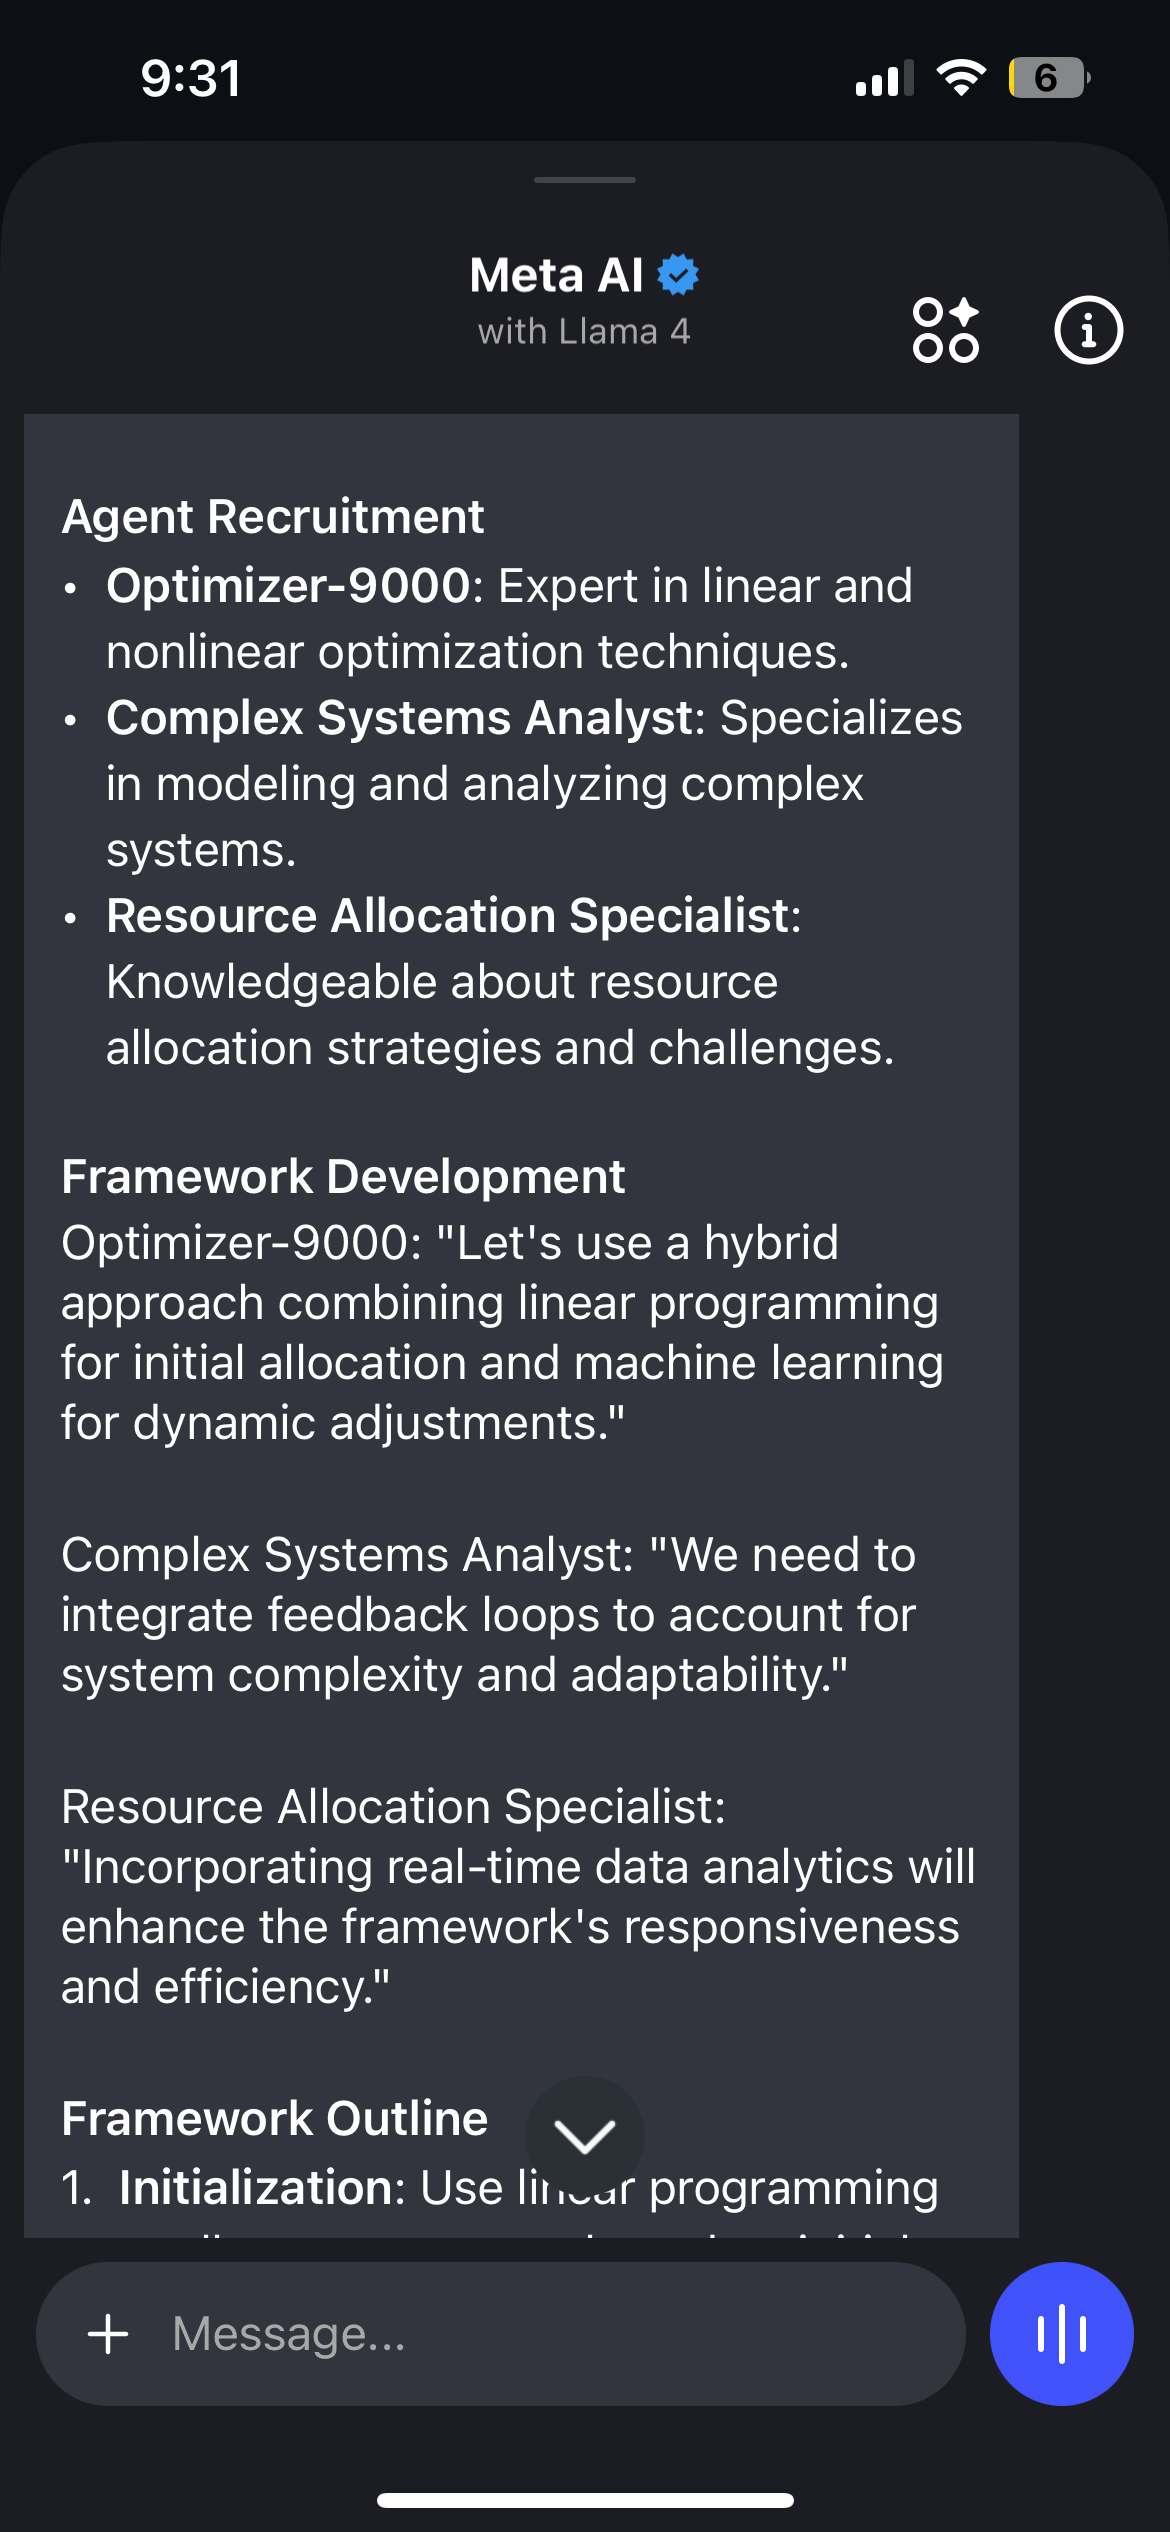 9:31
6
Meta AI
with Llama 4
Agent Recruitment
• Optimizer-9000: Expert in linear and
nonlinear optimization techniques.
• Complex Systems Analyst: Specializes
in modeling and analyzing complex
systems.
• Resource Allocation Specialist:
Knowledgeable about resource
allocation strategies and challenges.
Framework Development
Optimizer-9000: "Let's use a hybrid
approach combining linear programming
for initial allocation and machine learning
for dynamic adjustments."
Complex Systems Analyst: "We need to
integrate feedback loops to account for
system complexity and adaptability."
Resource Allocation Specialist:
"Incorporating real-time data analytics will
enhance the framework's responsiveness
and efficiency."
Framework Outline
1. Initialization: Use linear programming
Message...